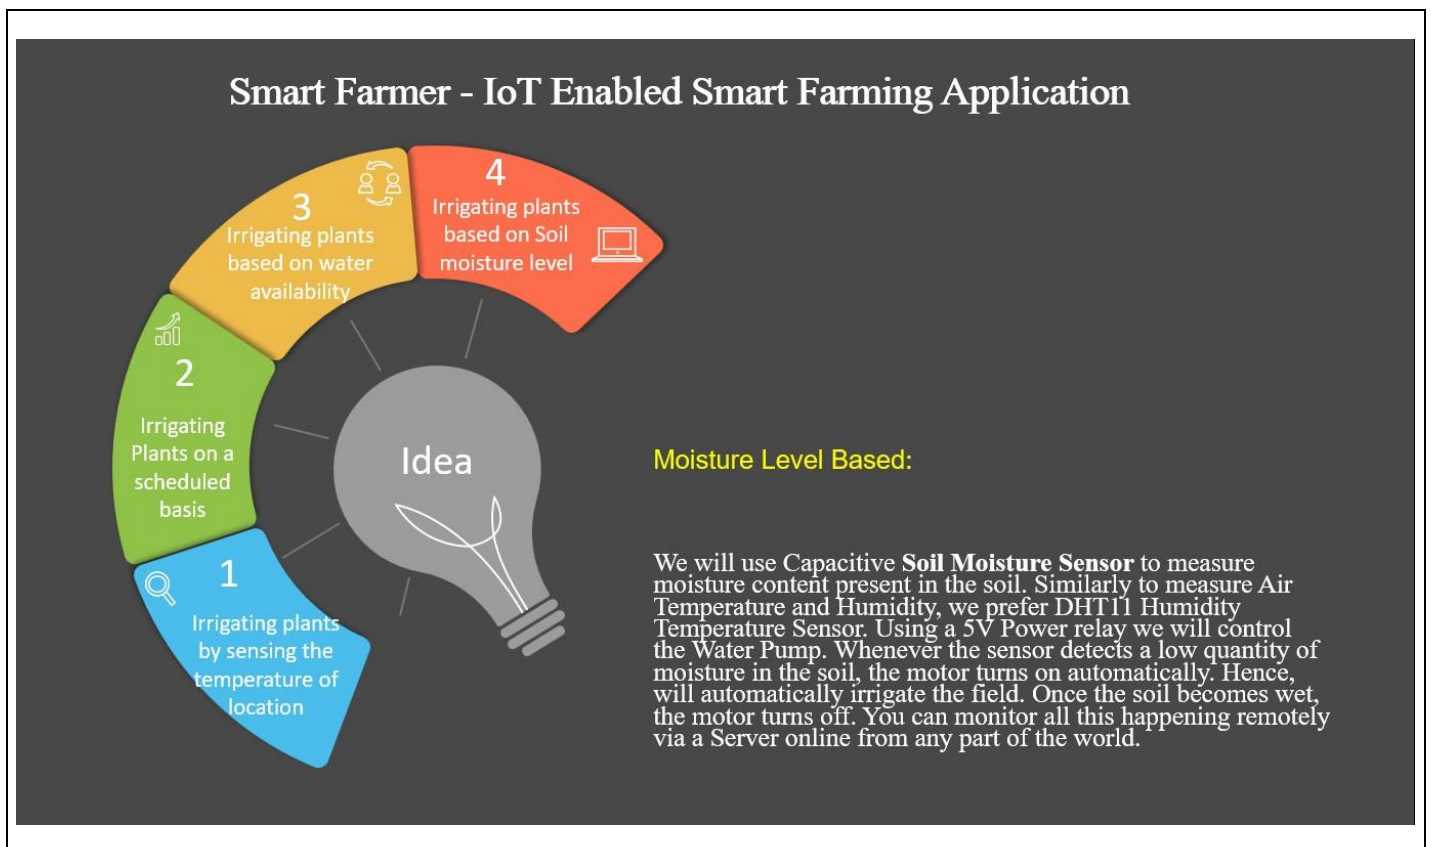 Smart Farmer - IoT Enabled Smart Farming Application
4
Irrigating plants
based on Soil
moisture level
3
Irrigating plants
based on water
availability
2
Irrigating
Plants on a
scheduled
basis
1
Irrigating plants
by sensing the
temperature of
location
Idea
Moisture Level Based:
We will use Capacitive Soil Moisture Sensor to measure
moisture content present in the soil. Similarly to measure Air
Temperature and Humidity, we prefer DHT11 Humidity
Temperature Sensor. Using a 5V Power relay we will control
the Water Pump. Whenever the sensor detects a low quantity of
moisture in the soil, the motor turns on automatically. Hence,
will automatically irrigate the field. Once the soil becomes wet,
the motor turns off. You can monitor all this happening remotely
via a Server online from any part of the world.